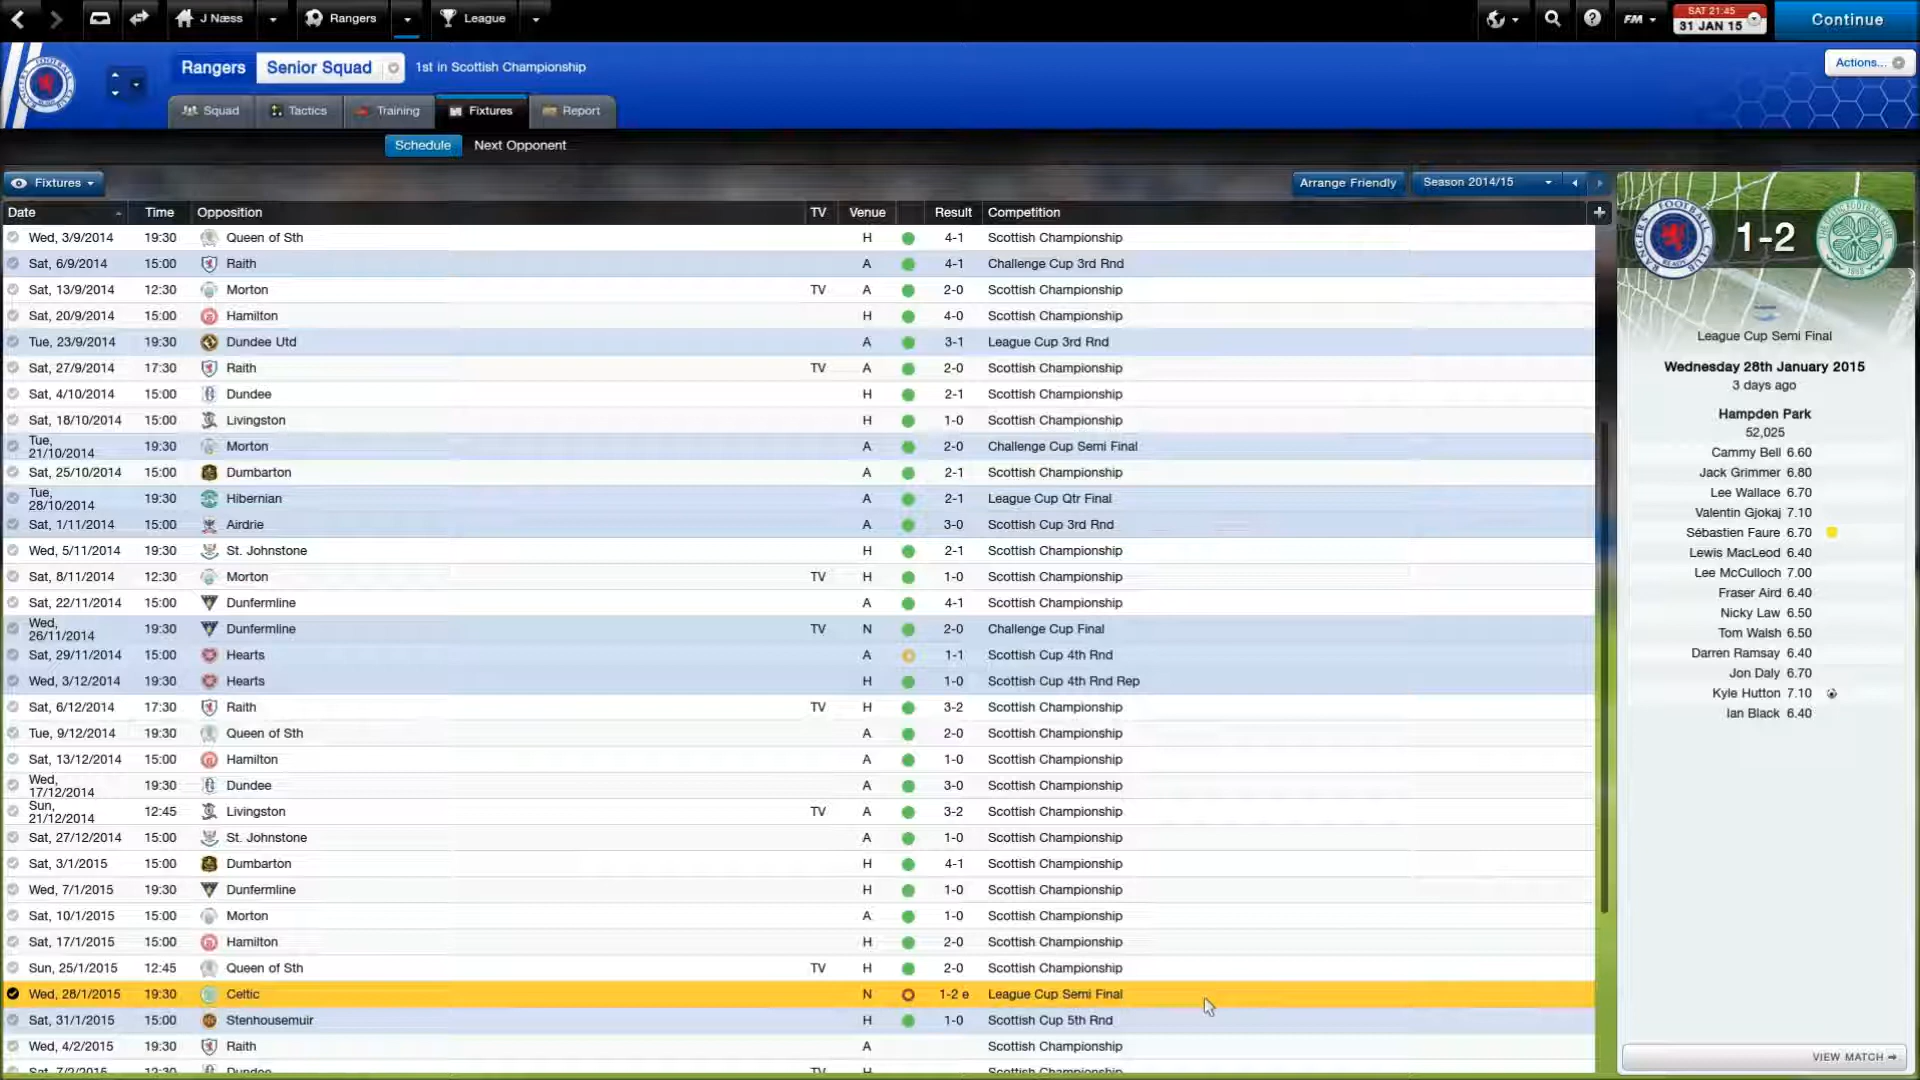 J Næss Rangers League FM SAT 21:45 31 JAN 15 Continue
Rangers Senior Squad 1st in Scottish Championship Actions...
Squad Tactics Training Fixtures Report
Schedule Next Opponent
Fixtures Arrange Friendly Season 2014/15
Date Time Opposition TV Venue Result Competition
Wed, 3/9/2014 19:30 Queen of Sth H 4-1 Scottish Championship
Sat, 6/9/2014 15:00 Raith A 4-1 Challenge Cup 3rd Rnd
Sat, 13/9/2014 12:30 Morton TV A 2-0 Scottish Championship
Sat, 20/9/2014 15:00 Hamilton H 4-0 Scottish Championship
Tue, 23/9/2014 19:30 Dundee Utd A 3-1 League Cup 3rd Rnd
Sat, 27/9/2014 17:30 Raith TV A 2-0 Scottish Championship
Sat, 4/10/2014 15:00 Dundee H 2-1 Scottish Championship
Sat, 18/10/2014 15:00 Livingston H 1-0 Scottish Championship
Tue, 21/10/2014 19:30 Morton A 2-0 Challenge Cup Semi Final
Sat, 25/10/2014 15:00 Dumbarton A 2-1 Scottish Championship
Tue, 28/10/2014 19:30 Hibernian A 2-1 League Cup Qtr Final
Sat, 1/11/2014 15:00 Airdrie A 3-0 Scottish Cup 3rd Rnd
Wed, 5/11/2014 19:30 St. Johnstone H 2-1 Scottish Championship
Sat, 8/11/2014 12:30 Morton TV H 1-0 Scottish Championship
Sat, 22/11/2014 15:00 Dunfermline A 4-1 Scottish Championship
Wed, 26/11/2014 19:30 Dunfermline TV N 2-0 Challenge Cup Final
Sat, 29/11/2014 15:00 Hearts A 1-1 Scottish Cup 4th Rnd
Wed, 3/12/2014 19:30 Hearts H 1-0 Scottish Cup 4th Rnd Rep
Sat, 6/12/2014 17:30 Raith TV H 3-2 Scottish Championship
Tue, 9/12/2014 19:30 Queen of Sth A 2-0 Scottish Championship
Sat, 13/12/2014 15:00 Hamilton A 1-0 Scottish Championship
Wed, 17/12/2014 19:30 Dundee A 3-0 Scottish Championship
Sun, 21/12/2014 12:45 Livingston TV A 3-2 Scottish Championship
Sat, 27/12/2014 15:00 St. Johnstone A 1-0 Scottish Championship
Sat, 3/1/2015 15:00 Dumbarton H 4-1 Scottish Championship
Wed, 7/1/2015 19:30 Dunfermline H 1-0 Scottish Championship
Sat, 10/1/2015 15:00 Morton A 1-0 Scottish Championship
Sat, 17/1/2015 15:00 Hamilton H 2-0 Scottish Championship
Sun, 25/1/2015 12:45 Queen of Sth TV H 2-0 Scottish Championship
Wed, 28/1/2015 19:30 Celtic N 1-2 e League Cup Semi Final
Sat, 31/1/2015 15:00 Stenhousemuir H 1-0 Scottish Cup 5th Rnd
Wed, 4/2/2015 19:30 Raith A Scottish Championship
Sat, 7/2/2015 12:30 Dundee TV H Scottish Championship
1-2
League Cup Semi Final
Wednesday 28th January 2015
3 days ago
Hampden Park
52,025
Cammy Bell 6.60
Jack Grimmer 6.80
Lee Wallace 6.70
Valentin Gjokaj 7.10
Sébastien Faure 6.70
Lewis MacLeod 6.40
Lee McCulloch 7.00
Fraser Aird 6.40
Nicky Law 6.50
Tom Walsh 6.50
Darren Ramsay 6.40
Jon Daly 6.70
Kyle Hutton 7.10
Ian Black 6.40
VIEW MATCH